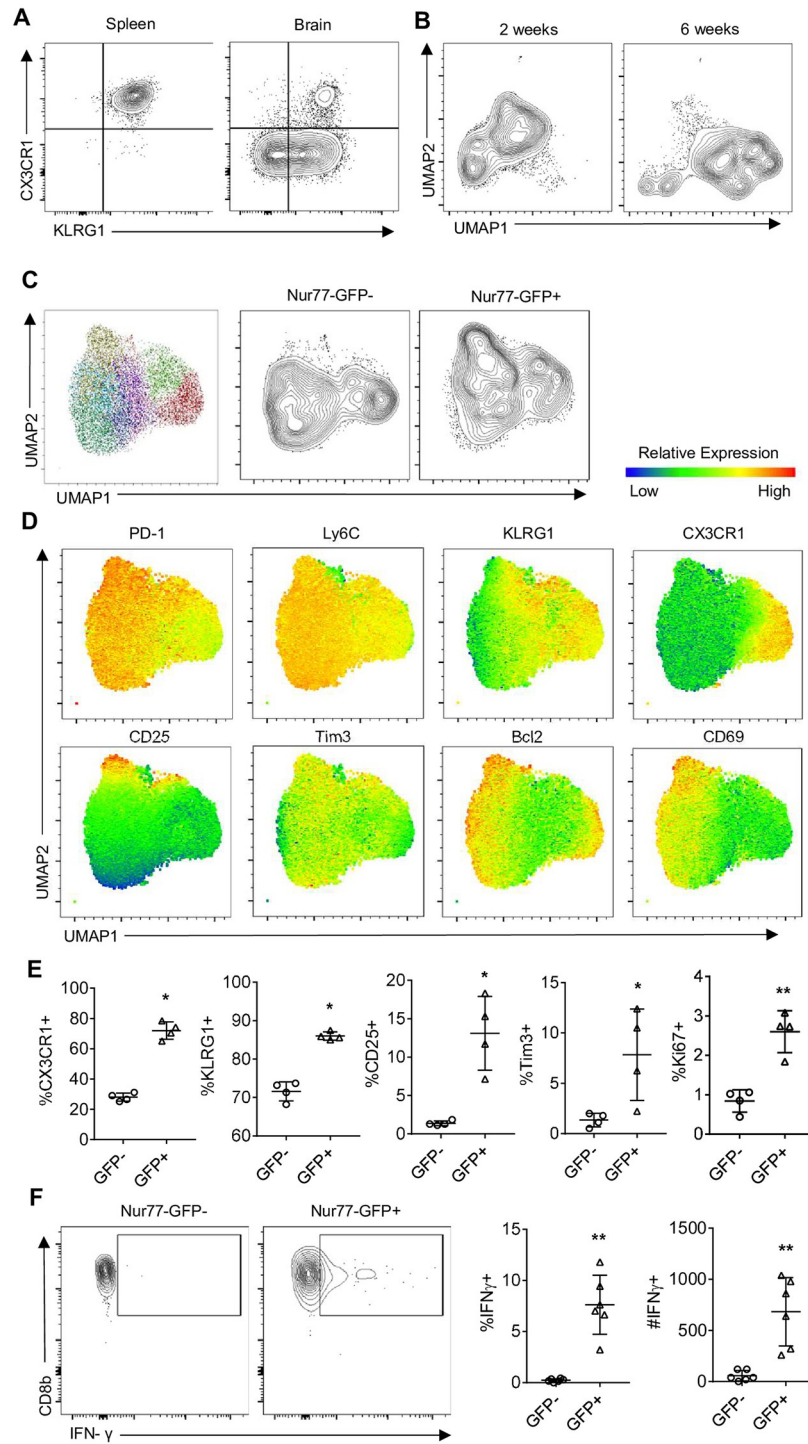 A
Spleen
Brain
CX3CR1
KLRG1
B
2 weeks
6 weeks
UMAP2
UMAP1
C
Nur77-GFP-
Nur77-GFP+
UMAP2
UMAP1
Relative Expression
Low
High
D
PD-1
Ly6C
KLRG1
CX3CR1
CD25
Tim3
Bcl2
CD69
UMAP2
UMAP1
E
%CX3CR1+
100
80
60
40
20
0
*
GFP-
GFP+
%KLRG1+
100
90
80
70
60
*
GFP-
GFP+
%CD25+
20
15
10
5
0
*
GFP-
GFP+
%Tim3+
15
10
5
0
*
GFP-
GFP+
%Ki67+
4
3
2
1
0
**
GFP-
GFP+
F
Nur77-GFP-
Nur77-GFP+
CD8b
IFN- γ
%IFNγ+
15
10
5
0
**
GFP-
GFP+
#IFNγ+
1500
1000
500
0
**
GFP-
GFP+